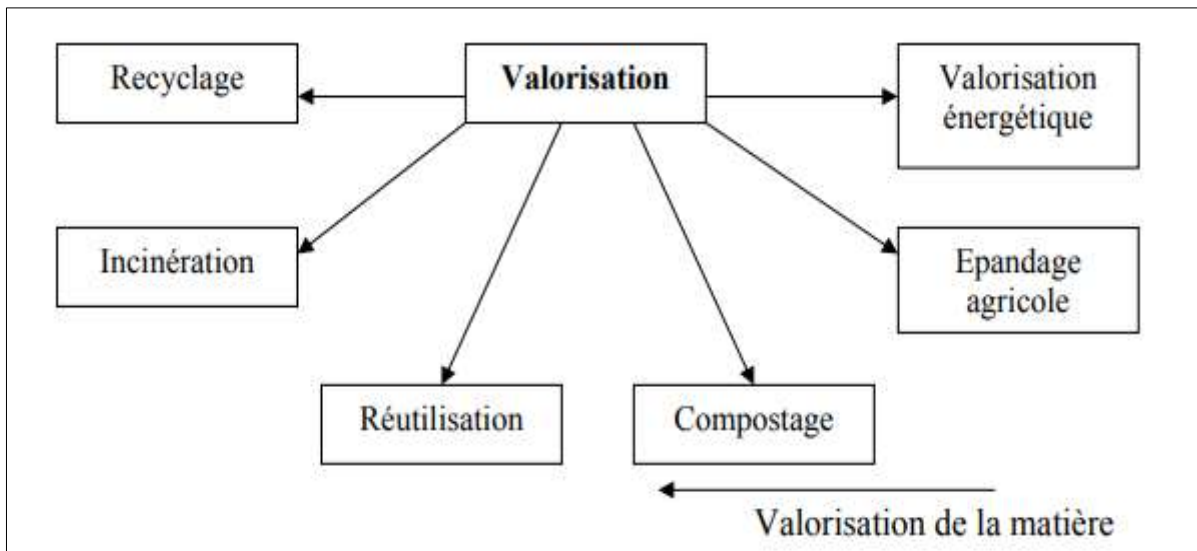 Recyclage
Valorisation
Valorisation
énergétique
Incinération
Epandage
agricole
Réutilisation
Compostage
Valorisation de la matière